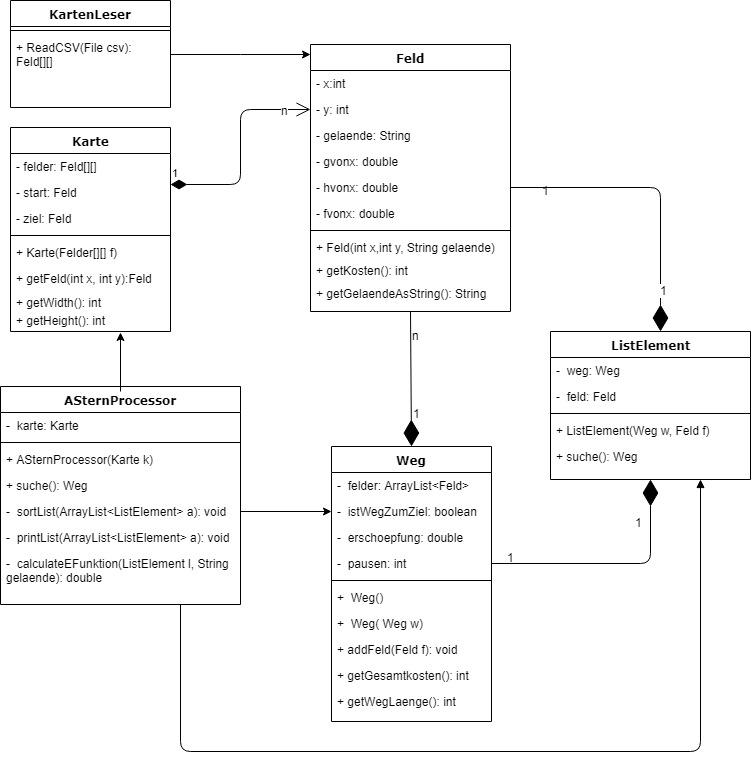 KartenLeser
+ ReadCSV(File csv):
Feld[][]
Karte
- felder: Feld[][]
- start: Feld
- ziel: Feld
+ Karte(Felder[][] f)
+ getFeld(int x, int y):Feld
+ getWidth(): int
+ getHeight(): int
1
n
Feld
- x:int
- y: int
- gelaende: String
- gvonx: double
- hvonx: double
- fvonx: double
+ Feld(int x,int y, String gelaende)
+ getKosten(): int
+ getGelaendeAsString(): String
1
1
n
1
ListElement
- weg: Weg
- feld: Feld
+ ListElement(Weg w, Feld f)
+ suche(): Weg
ASternProcessor
- karte: Karte
+ ASternProcessor(Karte k)
+ suche(): Weg
- sortList(ArrayList<ListElement> a): void
- printList(ArrayList<ListElement> a): void
- calculateEFunktion(ListElement l, String
gelaende): double
Weg
- felder: ArrayList<Feld>
- istWegZumZiel: boolean
- erschoepfung: double
- pausen: int
+ Weg()
+ Weg( Weg w)
+ addFeld(Feld f): void
+ getGesamtkosten(): int
+ getWegLaenge(): int
1
1